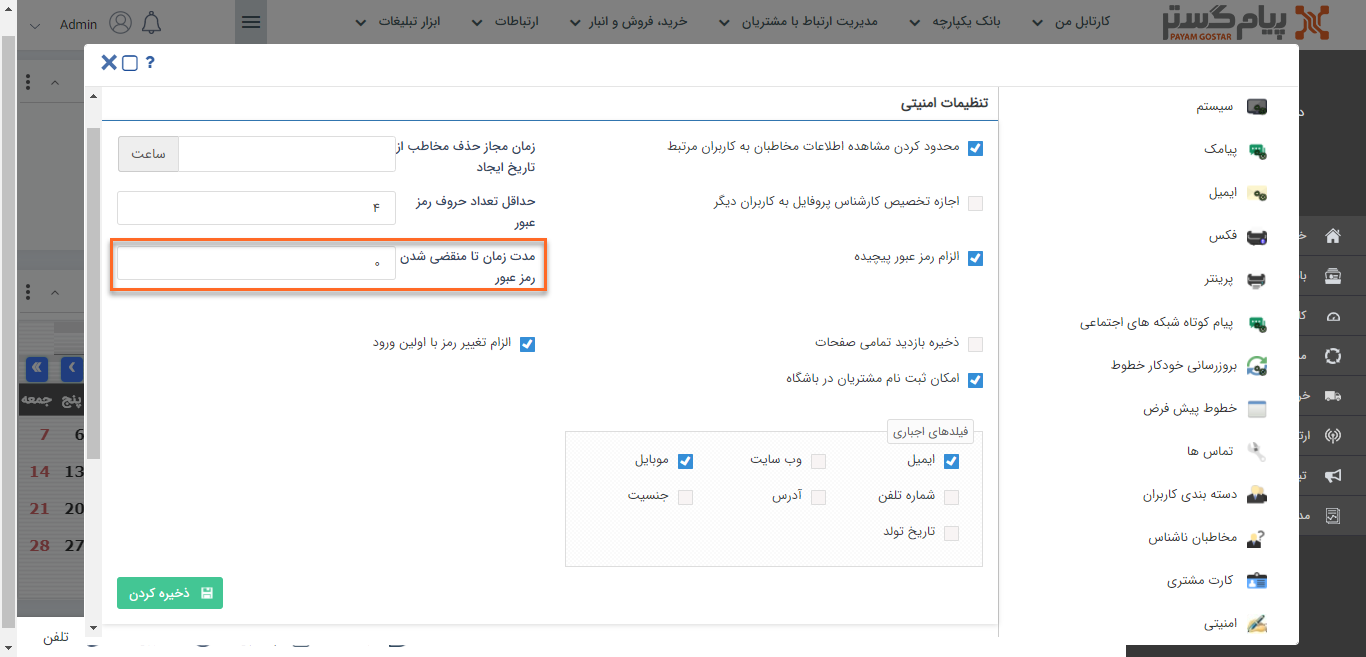 پیام گستر
PAYAM GOSTAR
کارتابل من
بانک یکپارچه
مدیریت ارتباط با مشتریان
خرید، فروش و انبار
ارتباطات
ابزار تبلیغات
Admin
?
سیستم
پیامک
ایمیل
فکس
پرینتر
پیام کوتاه شبکه های اجتماعی
بروزرسانی خودکار خطوط
خطوط پیش فرض
تماس ها
دسته بندی کاربران
مخاطبان ناشناس
کارت مشتری
امنیتی
تنظیمات امنیتی
محدود کردن مشاهده اطلاعات مخاطبان به کاربران مرتبط
زمان مجاز حذف مخاطب از
تاریخ ایجاد
ساعت
اجازه تخصیص کارشناس پروفایل به کاربران دیگر
حداقل تعداد حروف رمز
عبور
۴
الزام رمز عبور پیچیده
مدت زمان تا منقضی شدن
رمز عبور
۰
ذخیره بازدید تمامی صفحات
الزام تغییر رمز با اولین ورود
امکان ثبت نام مشتریان در باشگاه
فیلدهای اجباری
ایمیل
وب سایت
موبایل
شماره تلفن
آدرس
جنسیت
تاریخ تولد
ذخیره کردن
پنج
جمعه
6
7
13
14
20
21
27
28
تلفن